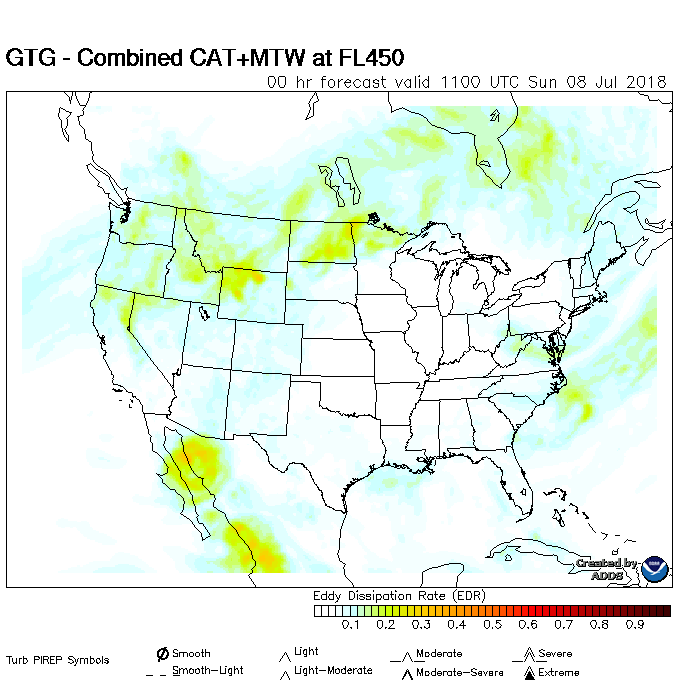 GTG - Combined CAT+MTW at FL450
00 hr forecast valid 1100 UTC Sun 08 Jul 2018
Created by
ADDS
Eddy Dissipation Rate (EDR)
0.1 0.2 0.3 0.4 0.5 0.6 0.7 0.8 0.9
Turb PIREP Symbols
Smooth Light Moderate Severe
Smooth-Light Light-Moderate Moderate-Severe Extreme